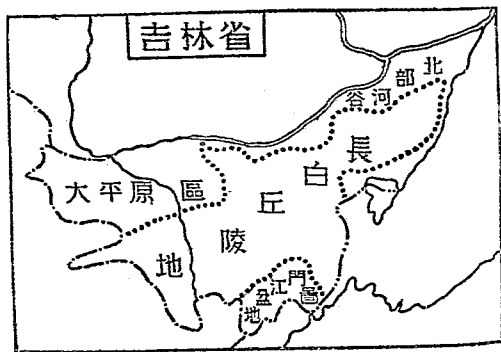 吉林省
北部河谷
長白丘陵地
大平原區
圖門江盆地